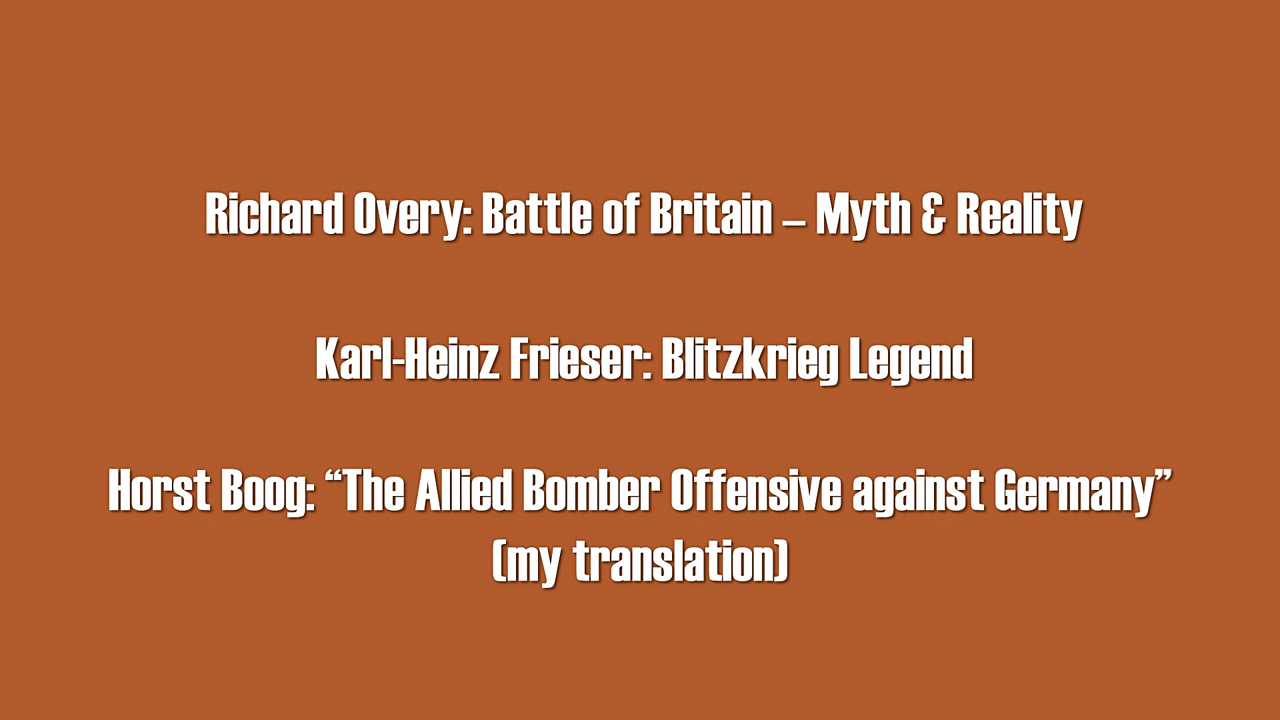 Richard Overy: Battle of Britain – Myth & Reality
Karl-Heinz Frieser: Blitzkrieg Legend
Horst Boog: “The Allied Bomber Offensive against Germany”
(my translation)